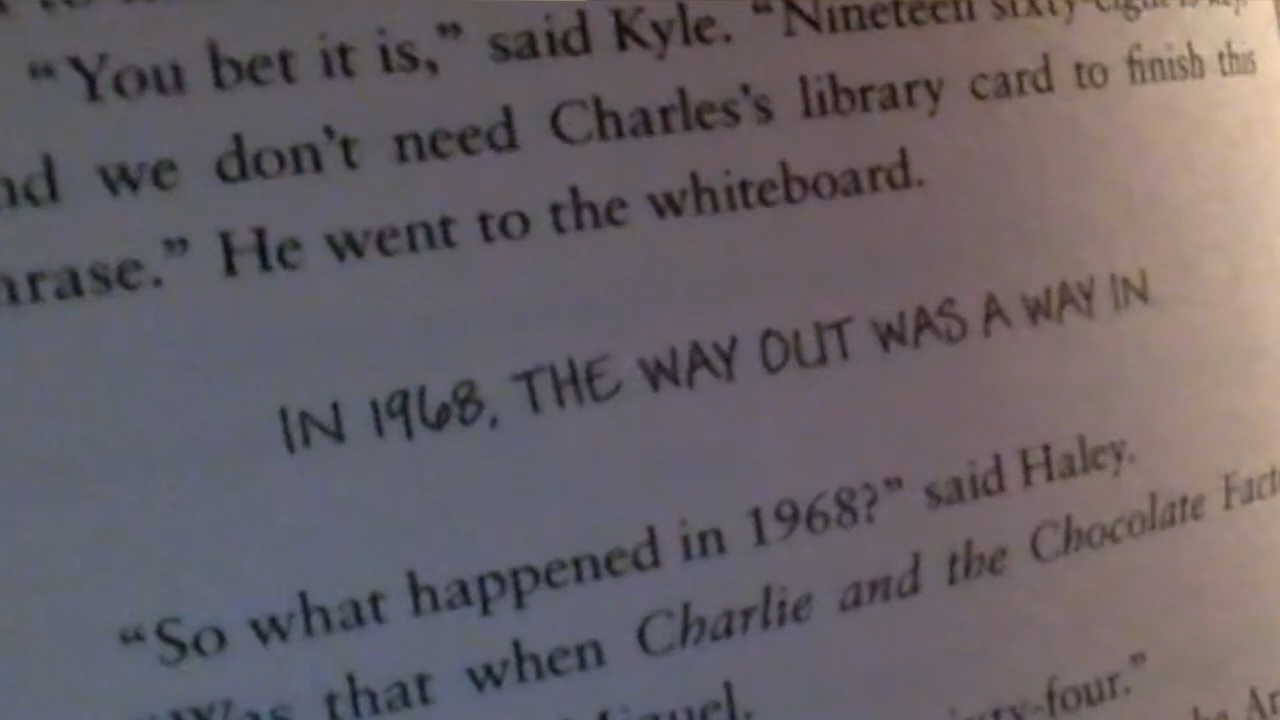 “You bet it is,” said Kyle. “Nineteen
we don’t need Charles’s library card to finish this
He went to the whiteboard.
IN 1968, THE WAY OUT WAS A WAY IN
“So what happened in 1968?” said Haley.
that when Charlie and the Chocolate